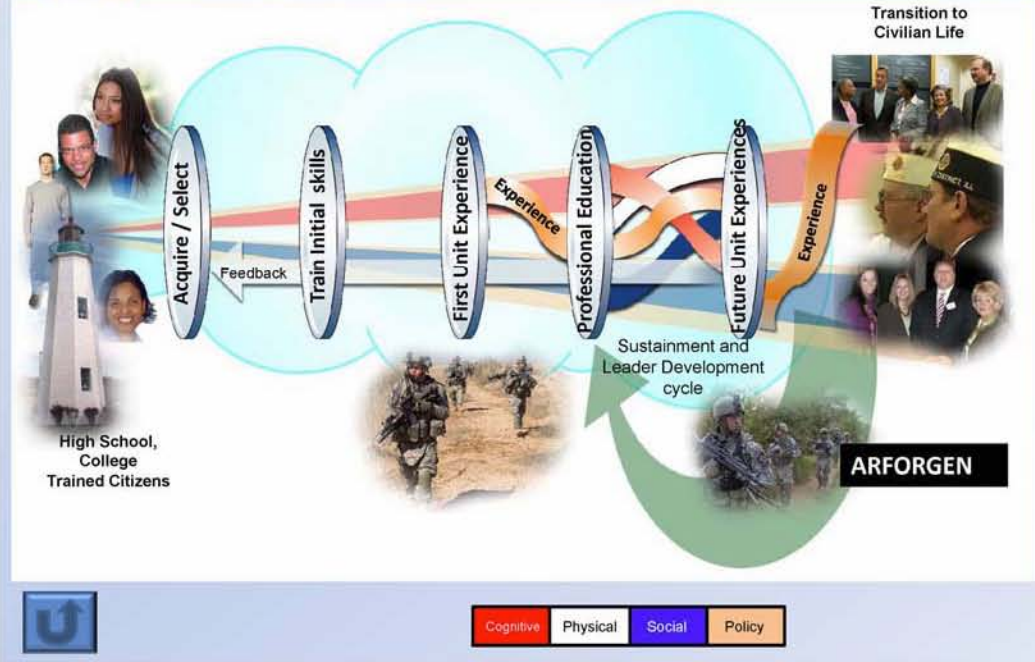 Transition to
Civilian Life
Acquire / Select
Train Initial skills
First Unit Experience
Experience
Professional Education
Future Unit Experiences
Experience
Feedback
Sustainment and
Leader Development
cycle
High School,
College
Trained Citizens
ARFORGEN
Cognitive
Physical
Social
Policy